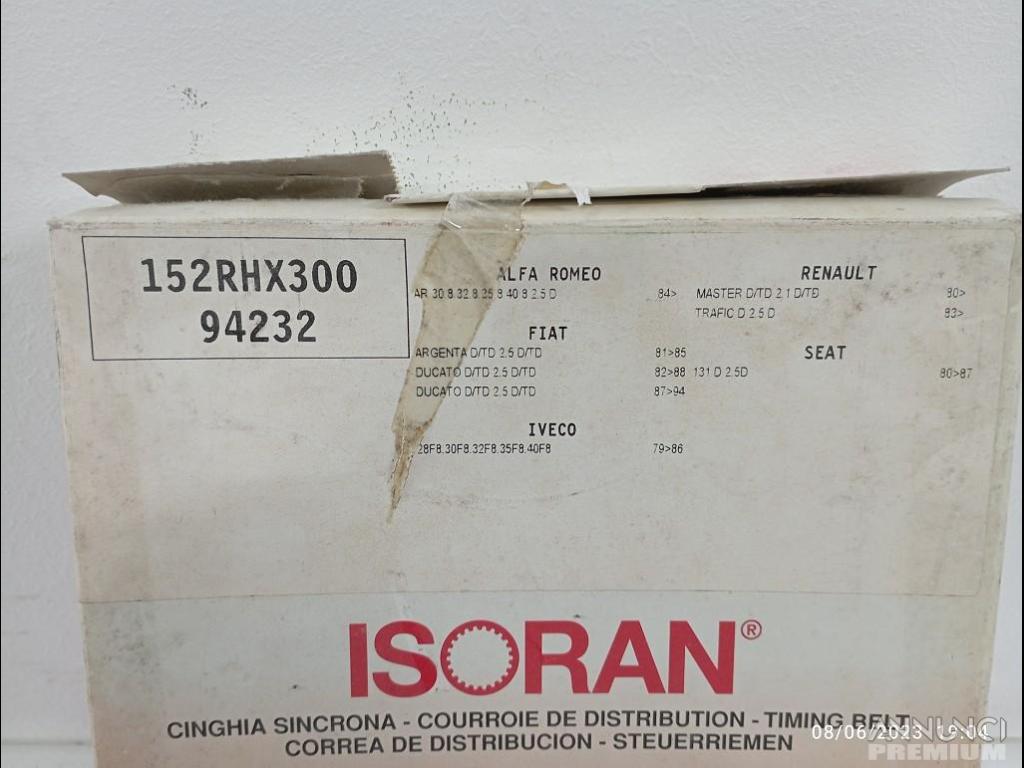 152RHX300
94232
ALFA ROMEO
AR 30.8.32.8.35.8.40.8 2.5 D 84>
FIAT
ARGENTA D/TD 2.5 D/TD 81>85
DUCATO D/TD 2.5 D/TD 82>88
DUCATO D/TD 2.5 D/TD 87>94
IVECO
28F8.30F8.32F8.35F8.40F8 79>86
RENAULT
MASTER D/TD 2.1 D/TD 80>
TRAFIC D 2.5 D 83>
SEAT
131 D 2.5D 80>87
ISORAN®
CINGHIA SINCRONA - COURROIE DE DISTRIBUTION - TIMING BELT
CORREA DE DISTRIBUCION - STEUERRIEMEN
08/06/2023 19:04
ANNUNCI
PREMIUM